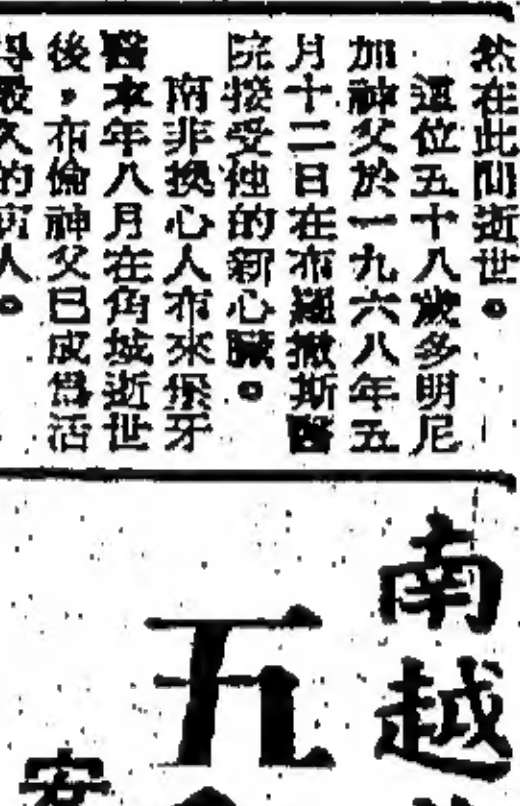 然在此間逝世。
這位五十八歲多明尼
加神父於一九六八年五
月十二日在布羅撒斯醫
院接受他的新心臟。
南非換心人布來堡牙
醫本年八月在角城逝世
後，布倫神父已成爲活
得最久的病人。
南越
五
安